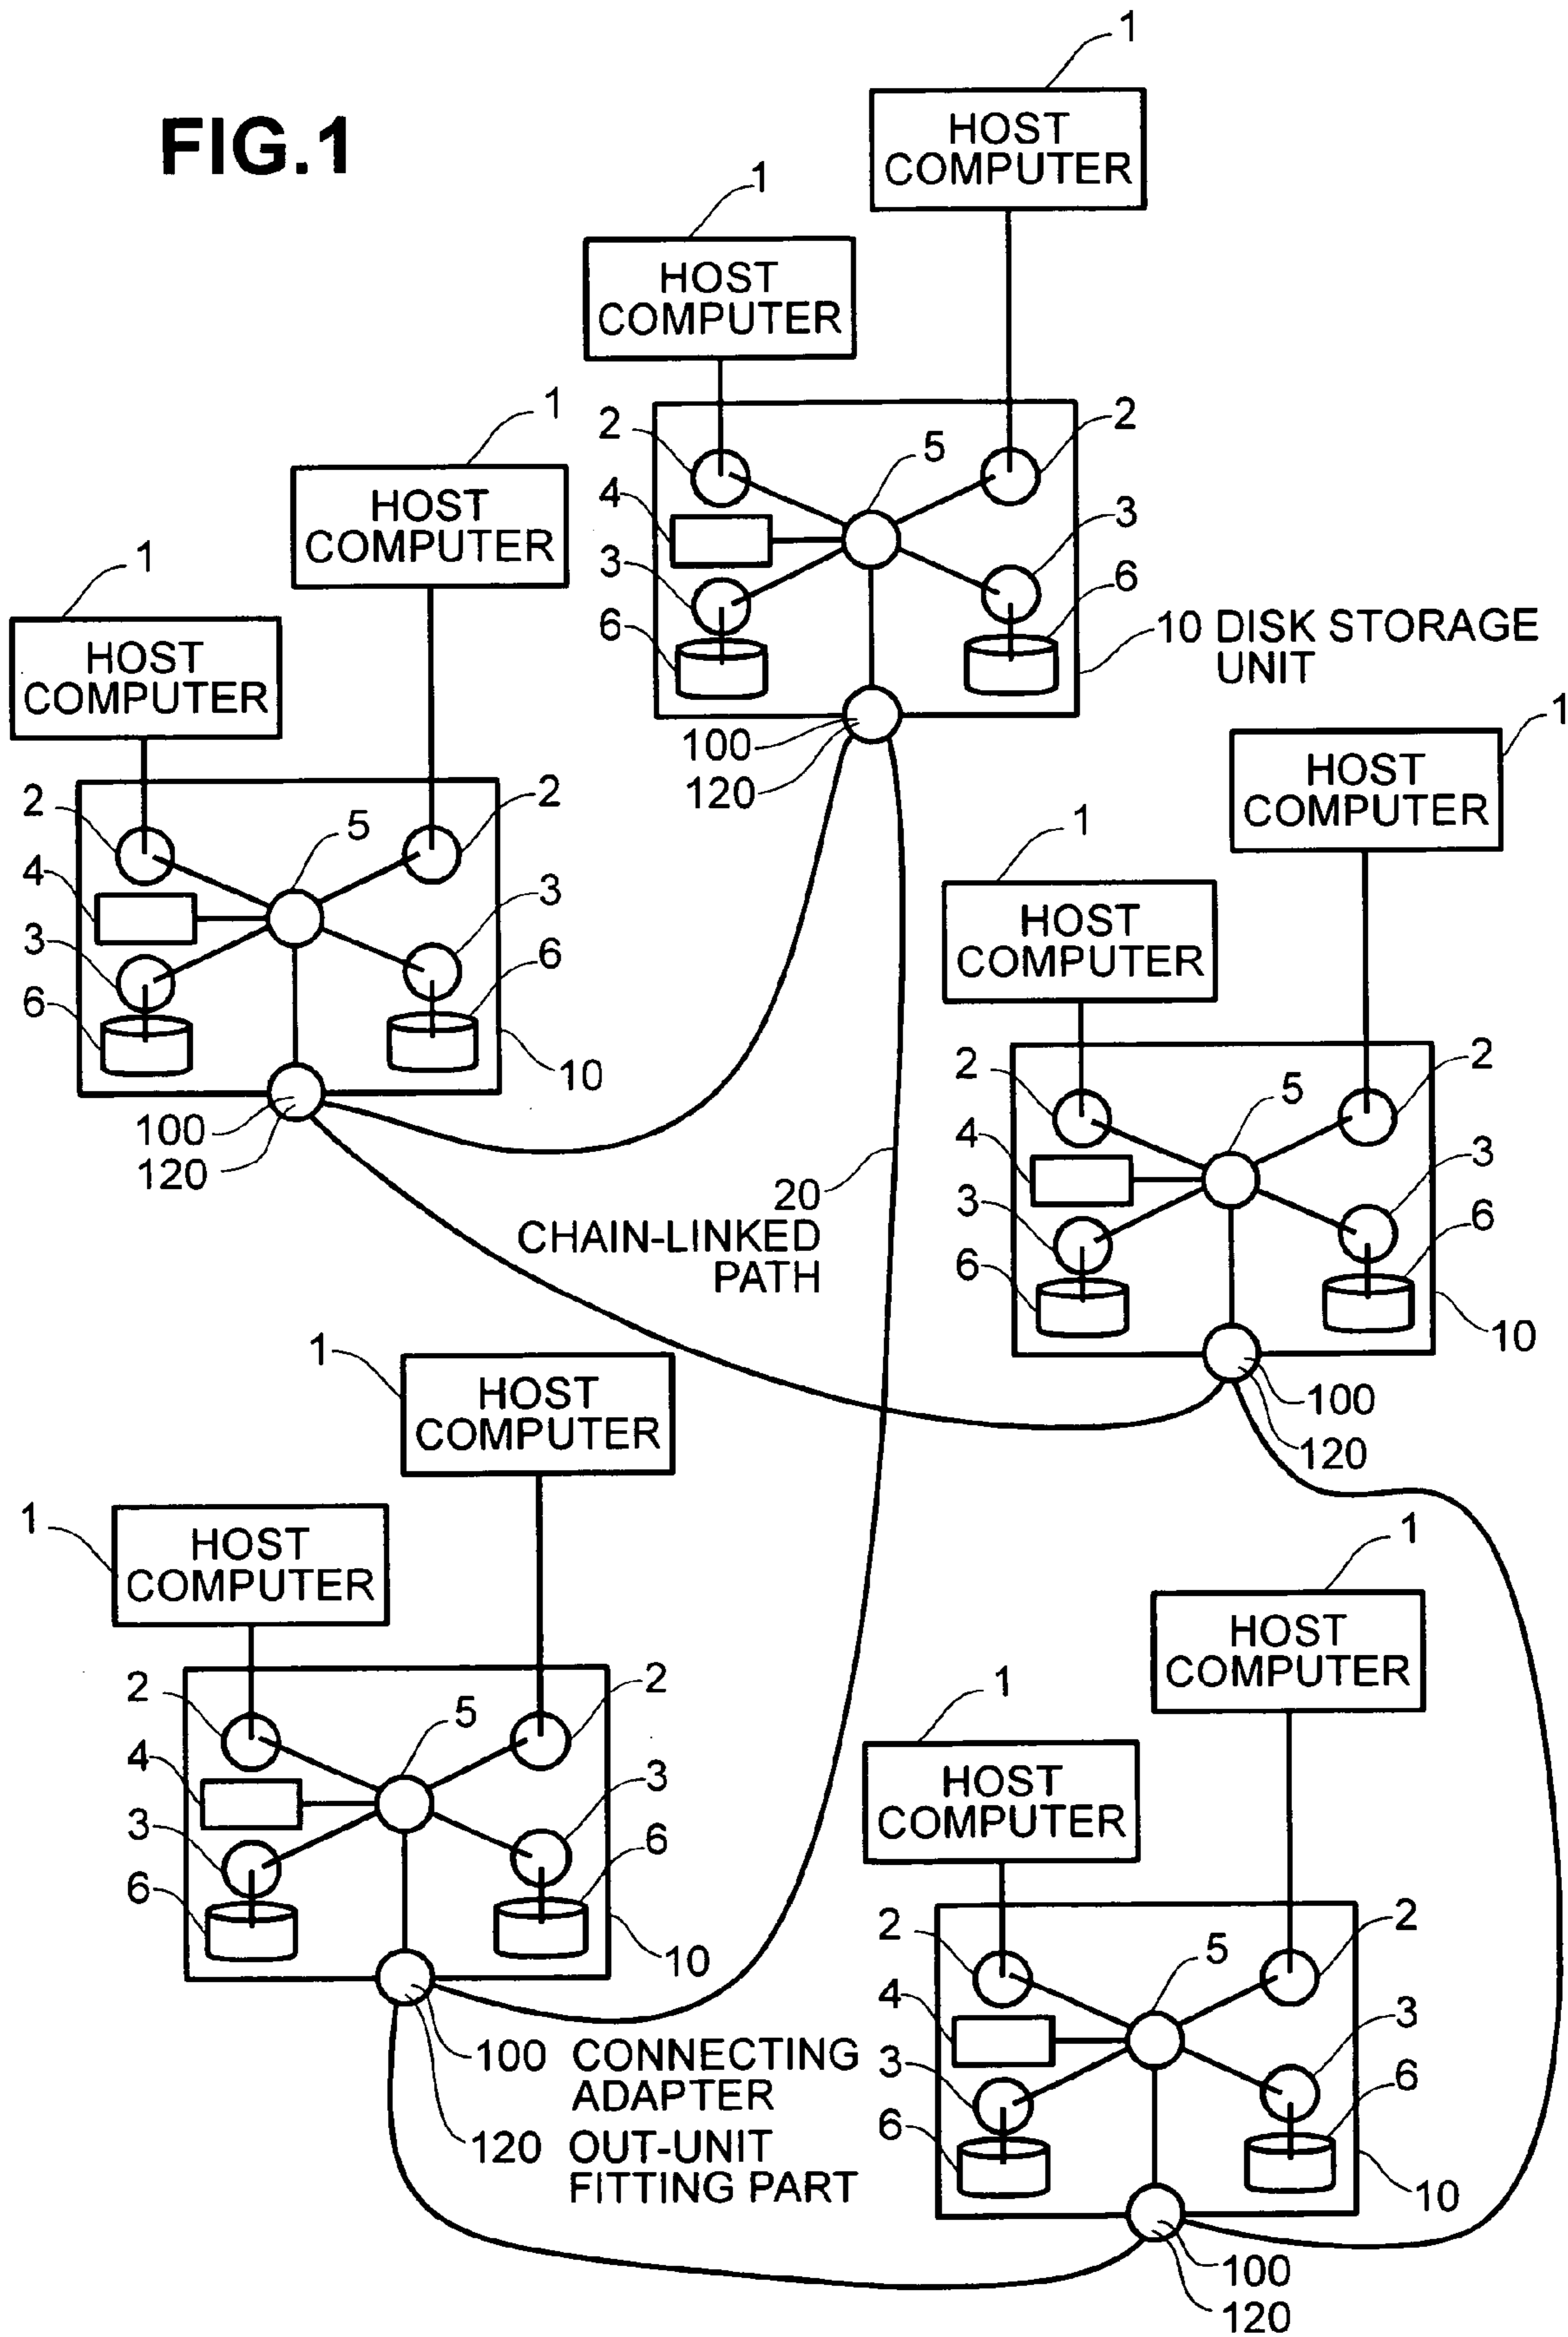 FIG.1
1
HOST
COMPUTER
1
HOST
COMPUTER
2
2
5
4
3
3
6
6
10 DISK STORAGE
UNIT
100
120
1
HOST
COMPUTER
1
HOST
COMPUTER
2
2
5
4
3
3
6
6
10
100
120
20
CHAIN-LINKED
PATH
1
HOST
COMPUTER
1
HOST
COMPUTER
2
2
5
4
3
3
6
6
10
100
120
1
HOST
COMPUTER
1
HOST
COMPUTER
2
2
5
4
3
3
6
6
10
100 CONNECTING
ADAPTER
120 OUT-UNIT
FITTING PART
1
HOST
COMPUTER
1
HOST
COMPUTER
2
2
5
4
3
3
6
6
10
100
120